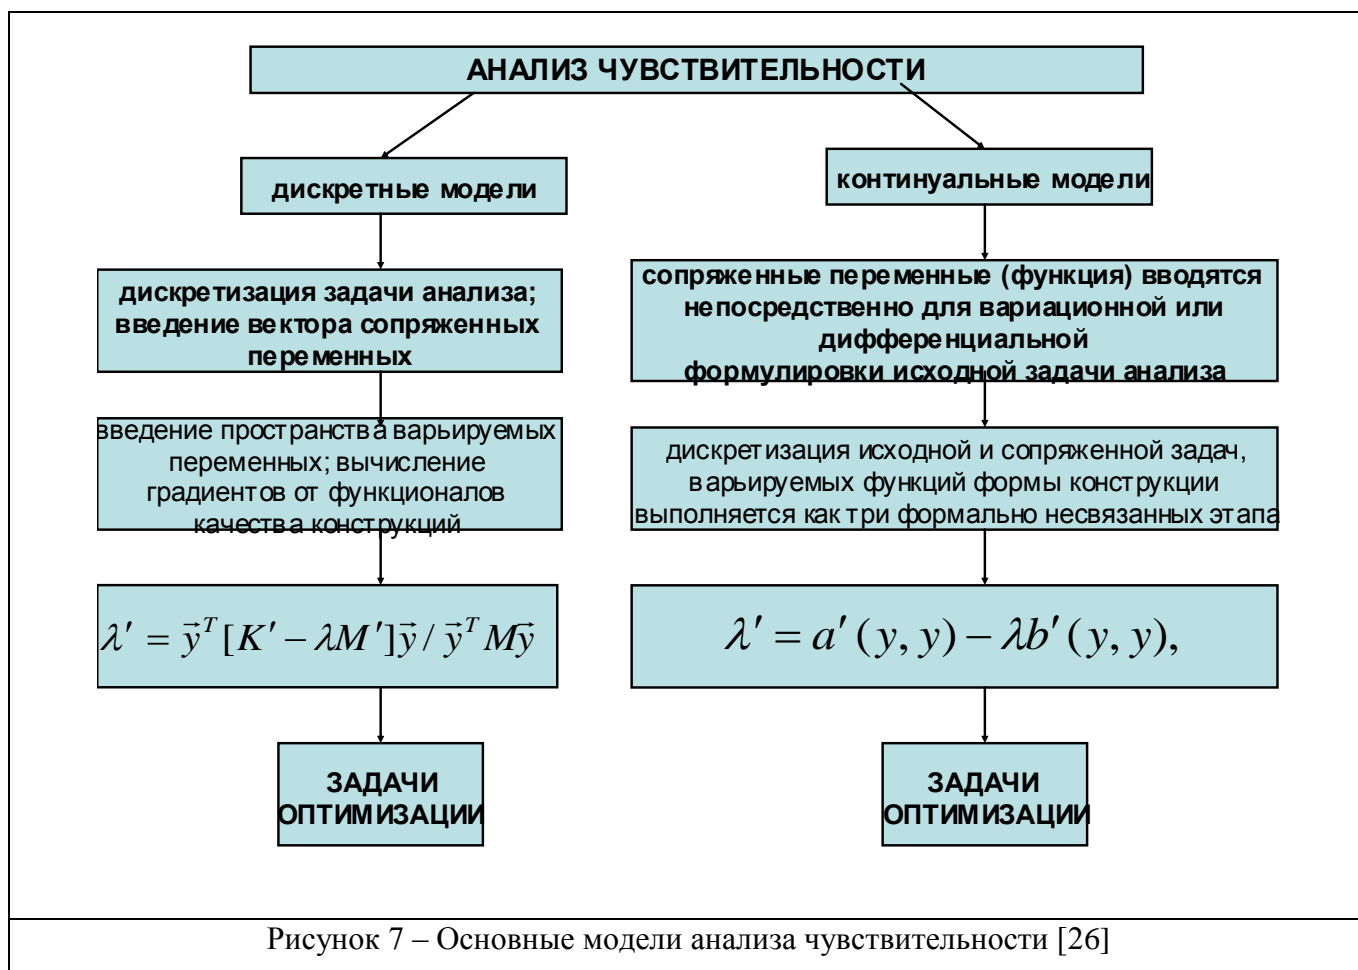 АНАЛИЗ ЧУВСТВИТЕЛЬНОСТИ
дискретные модели
дискретизация задачи анализа;
введение вектора сопряженных
переменных
введение пространства варьируемых
переменных; вычисление
градиентов от функционалов
качества конструкций
λ′ = y⃗ᵀ[K′ − λM′]y⃗ / y⃗ᵀMy⃗
ЗАДАЧИ
ОПТИМИЗАЦИИ
континуальные модели
сопряженные переменные (функция) вводятся
непосредственно для вариационной или
дифференциальной
формулировки исходной задачи анализа
дискретизация исходной и сопряженной задач,
варьируемых функций формы конструкции
выполняется как три формально несвязанных этапа
λ′ = a′(y, y) − λb′(y, y),
ЗАДАЧИ
ОПТИМИЗАЦИИ
Рисунок 7 – Основные модели анализа чувствительности [26]